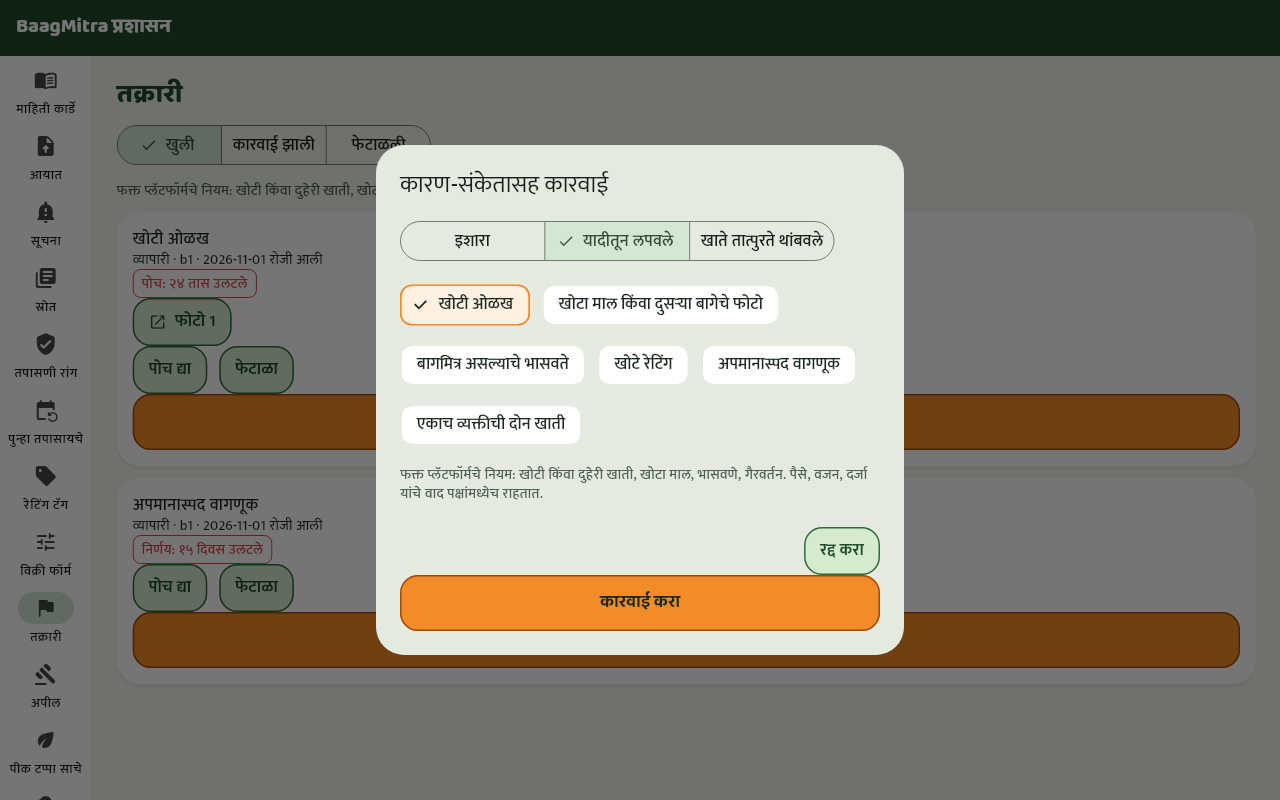 BaagMitra प्रशासन
माहिती कार्डे
आयात
सूचना
स्रोत
तपासणी रांग
पुन्हा तपासायचे
रेटिंग टॅग
विक्री फॉर्म
तक्रारी
अपील
पीक टप्पा साचे
तक्रारी
खुली
कारवाई झाली
फेटाळली
फक्त प्लॅटफॉर्मचे नियम: खोटी किंवा दुहेरी खाती,
खोटी ओळख
व्यापारी · b1 · 2026-11-01 रोजी आली
पोच: २४ तास उलटले
फोटो 1
पोच द्या
फेटाळा
अपमानास्पद वागणूक
व्यापारी · b1 · 2026-11-01 रोजी आली
निर्णय: १५ दिवस उलटले
पोच द्या
फेटाळा
कारण-संकेतासह कारवाई
इशारा
यादीतून लपवले
खाते तात्पुरते थांबवले
खोटी ओळख
खोटा माल किंवा दुसऱ्या बागेचे फोटो
बागमित्र असल्याचे भासवते
खोटे रेटिंग
अपमानास्पद वागणूक
एकाच व्यक्तीची दोन खाती
फक्त प्लॅटफॉर्मचे नियम: खोटी किंवा दुहेरी खाती, खोटा माल, भासवणे, गैरवर्तन. पैसे, वजन, दर्जा
यांचे वाद पक्षांमध्येच राहतात.
रद्द करा
कारवाई करा